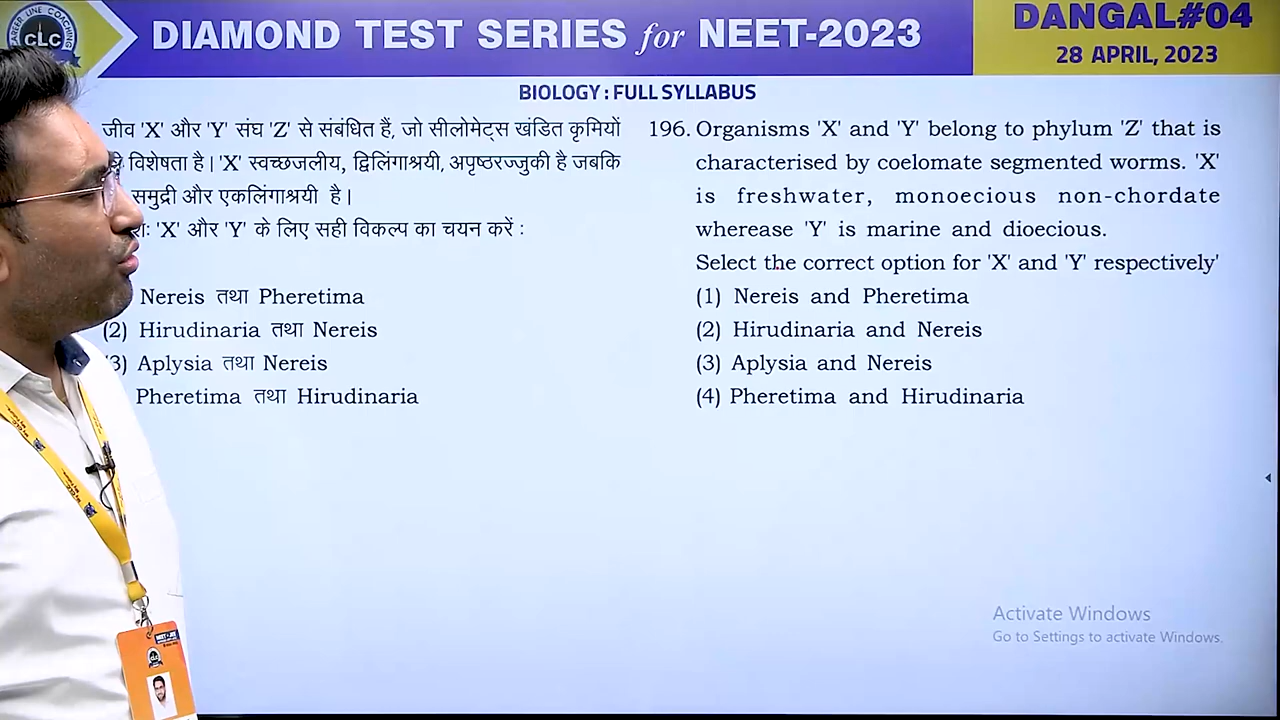 CAREER LINE COACHING
CLC
DIAMOND TEST SERIES for NEET-2023
DANGAL#04
28 APRIL, 2023
BIOLOGY : FULL SYLLABUS
जीव 'X' और 'Y' संघ 'Z' से संबंधित हैं, जो सीलोमेट्स खंडित कृमियों
विशेषता है। 'X' स्वच्छजलीय, द्विलिंगाश्रयी, अपृष्ठरज्जुकी है जबकि
समुद्री और एकलिंगाश्रयी है।
'X' और 'Y' के लिए सही विकल्प का चयन करें :
Nereis तथा Pheretima
(2) Hirudinaria तथा Nereis
3) Aplysia तथा Nereis
Pheretima तथा Hirudinaria
196. Organisms 'X' and 'Y' belong to phylum 'Z' that is
characterised by coelomate segmented worms. 'X'
is freshwater, monoecious non-chordate
wherease 'Y' is marine and dioecious.
Select the correct option for 'X' and 'Y' respectively'
(1) Nereis and Pheretima
(2) Hirudinaria and Nereis
(3) Aplysia and Nereis
(4) Pheretima and Hirudinaria
Activate Windows
Go to Settings to activate Windows.